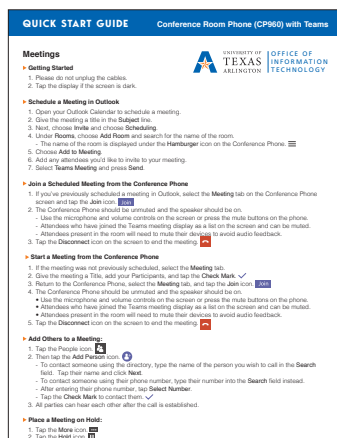 QUICK START GUIDE Conference Room Phone (CP960) with Teams
Meetings
UNIVERSITY OF
TEXAS
ARLINGTON
OFFICE OF
INFORMATION
TECHNOLOGY
Getting Started
1. Please do not unplug the cables.
2. Tap the display if the screen is dark.
Schedule a Meeting in Outlook
1. Open your Outlook Calendar to schedule a meeting.
2. Give the meeting a title in the Subject line.
3. Next, choose Invite and choose Scheduling.
4. Under Rooms, choose Add Room and search for the name of the room.
- The name of the room is displayed under the Hamburger icon on the Conference Phone.
5. Choose Add to Meeting.
6. Add any attendees you'd like to invite to your meeting.
7. Select Teams Meeting and press Send.
Join a Scheduled Meeting from the Conference Phone
1. If you've previously scheduled a meeting in Outlook, select the Meeting tab on the Conference Phone
screen and tap the Join icon. Join
2. The Conference Phone should be unmuted and the speaker should be on.
- Use the microphone and volume controls on the screen or press the mute buttons on the phone.
- Attendees who have joined the Teams meeting display as a list on the screen and can be muted.
- Attendees present in the room will need to mute their devices to avoid audio feedback.
3. Tap the Disconnect icon on the screen to end the meeting.
Start a Meeting from the Conference Phone
1. If the meeting was not previously scheduled, select the Meeting tab.
2. Give the meeting a Title, add your Participants, and tap the Check Mark.
3. Return to the Conference Phone, select the Meeting tab, and tap the Join icon. Join
4. The Conference Phone should be unmuted and the speaker should be on.
• Use the microphone and volume controls on the screen or press the mute buttons on the phone.
• Attendees who have joined the Teams meeting display as a list on the screen and can be muted.
• Attendees present in the room will need to mute their devices to avoid audio feedback.
5. Tap the Disconnect icon on the screen to end the meeting.
Add Others to a Meeting:
1. Tap the People icon.
2. Then tap the Add Person icon.
- To contact someone using the directory, type the name of the person you wish to call in the Search
field. Tap their name and click Next.
- To contact someone using their phone number, type their number into the Search field instead.
- After entering their phone number, tap Select Number.
- Tap the Check Mark to contact them.
3. All parties can hear each other after the call is established.
Place a Meeting on Hold:
1. Tap the More icon.
2. Tap the Hold icon.